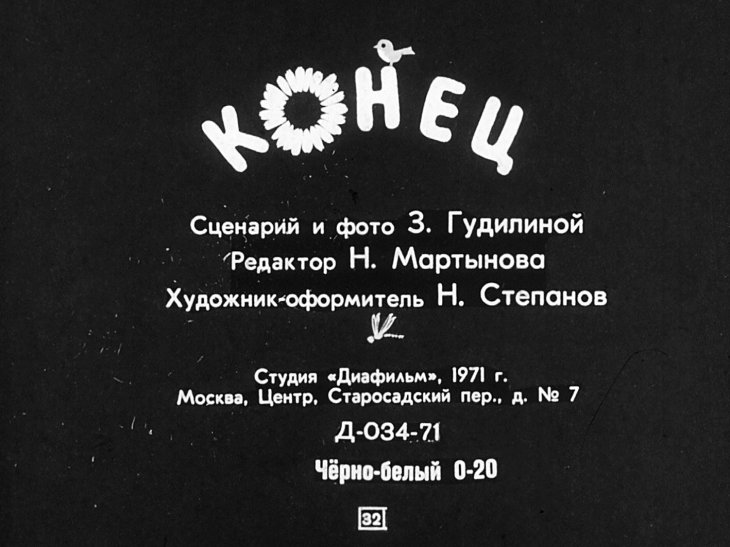 КОНЕЦ
Сценарий и фото З. Гудилиной
Редактор Н. Мартынова
Художник-оформитель Н. Степанов
Студия «Диафильм», 1971 г.
Москва, Центр, Старосадский пер., д. № 7
Д-034-71
Чёрно-белый 0-20
32